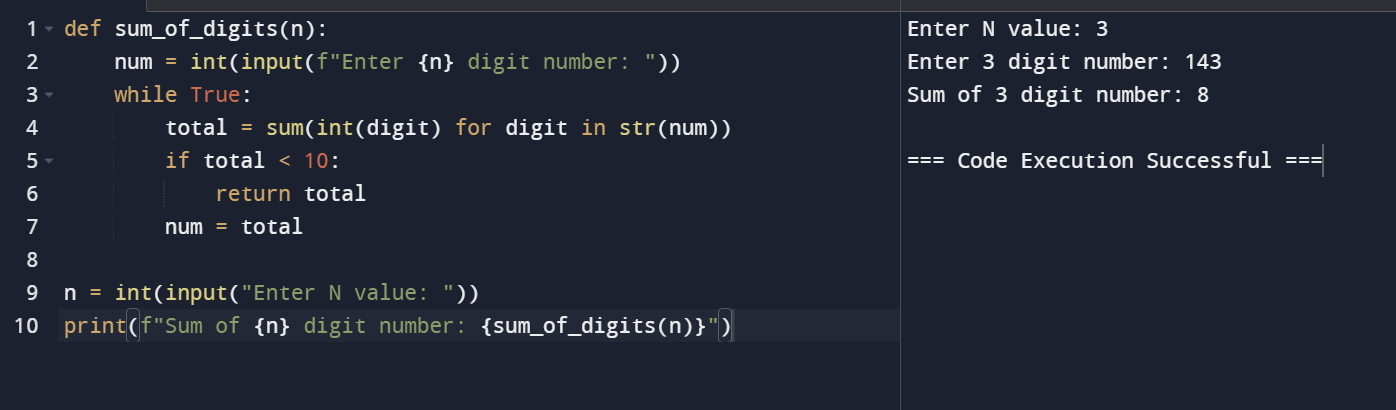 1 def sum_of_digits(n):
2     num = int(input(f"Enter {n} digit number: "))
3     while True:
4         total = sum(int(digit) for digit in str(num))
5         if total < 10:
6             return total
7         num = total
8
9 n = int(input("Enter N value: "))
10 print(f"Sum of {n} digit number: {sum_of_digits(n)}")
Enter N value: 3
Enter 3 digit number: 143
Sum of 3 digit number: 8
=== Code Execution Successful ===